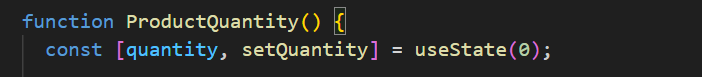 function ProductQuantity() {
const [quantity, setQuantity] = useState(0);